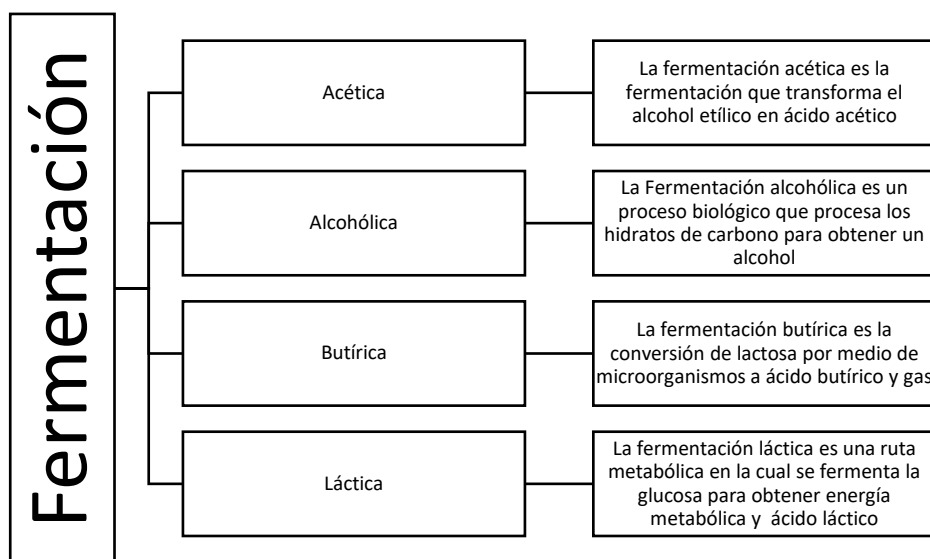 Fermentación
Acética
La fermentación acética es la
fermentación que transforma el
alcohol etílico en ácido acético
Alcohólica
La Fermentación alcohólica es un
proceso biológico que procesa los
hidratos de carbono para obtener un
alcohol
Butírica
La fermentación butírica es la
conversión de lactosa por medio de
microorganismos a ácido butírico y gas
Láctica
La fermentación láctica es una ruta
metabólica en la cual se fermenta la
glucosa para obtener energía
metabólica y  ácido láctico